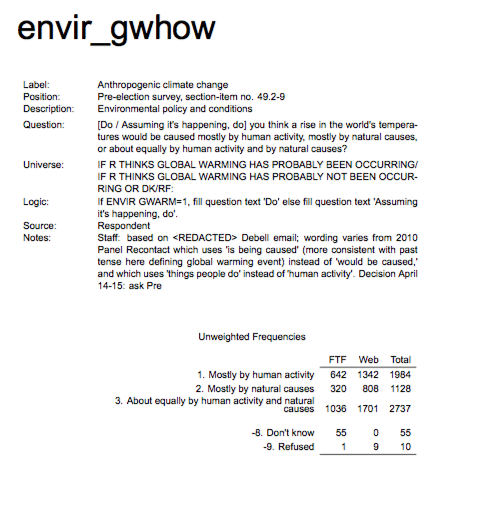 envir_gwhow
Label: Anthropogenic climate change
Position: Pre-election survey, section-item no. 49.2-9
Description: Environmental policy and conditions
Question: [Do / Assuming it's happening, do] you think a rise in the world's tempera-
tures would be caused mostly by human activity, mostly by natural causes,
or about equally by human activity and by natural causes?
Universe: IF R THINKS GLOBAL WARMING HAS PROBABLY BEEN OCCURRING/
IF R THINKS GLOBAL WARMING HAS PROBABLY NOT BEEN OCCUR-
RING OR DK/RF:
Logic: If ENVIR GWARM=1, fill question text 'Do' else fill question text 'Assuming
it's happening, do'.
Source: Respondent
Notes: Staff: based on <REDACTED> Debell email; wording varies from 2010
Panel Recontact which uses 'is being caused' (more consistent with past
tense here defining global warming event) instead of 'would be caused,'
and which uses 'things people do' instead of 'human activity'. Decision April
14-15: ask Pre
Unweighted Frequencies
FTF Web Total
1. Mostly by human activity 642 1342 1984
2. Mostly by natural causes 320 808 1128
3. About equally by human activity and natural
causes 1036 1701 2737
-8. Don't know 55 0 55
-9. Refused 1 9 10